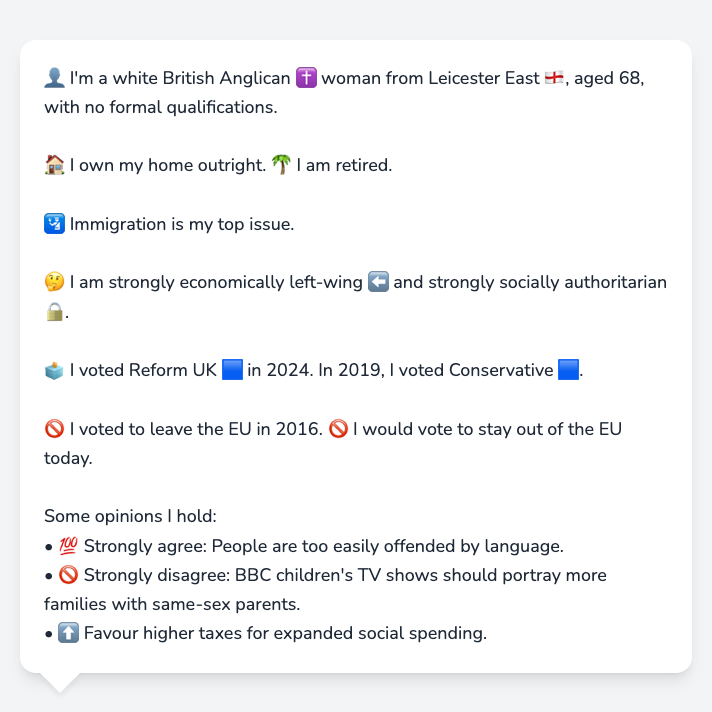 👤 I'm a white British Anglican ✝️ woman from Leicester East 🏴󠁧󠁢󠁥󠁮󠁧󠁿, aged 68,
with no formal qualifications.
🏠 I own my home outright. 🌴 I am retired.
🛂 Immigration is my top issue.
🤔 I am strongly economically left-wing ⬅️ and strongly socially authoritarian
🔒.
🗳️ I voted Reform UK 🟦 in 2024. In 2019, I voted Conservative 🟦.
🚫 I voted to leave the EU in 2016. 🚫 I would vote to stay out of the EU
today.
Some opinions I hold:
• 💯 Strongly agree: People are too easily offended by language.
• 🚫 Strongly disagree: BBC children's TV shows should portray more
families with same-sex parents.
• ⬆️ Favour higher taxes for expanded social spending.